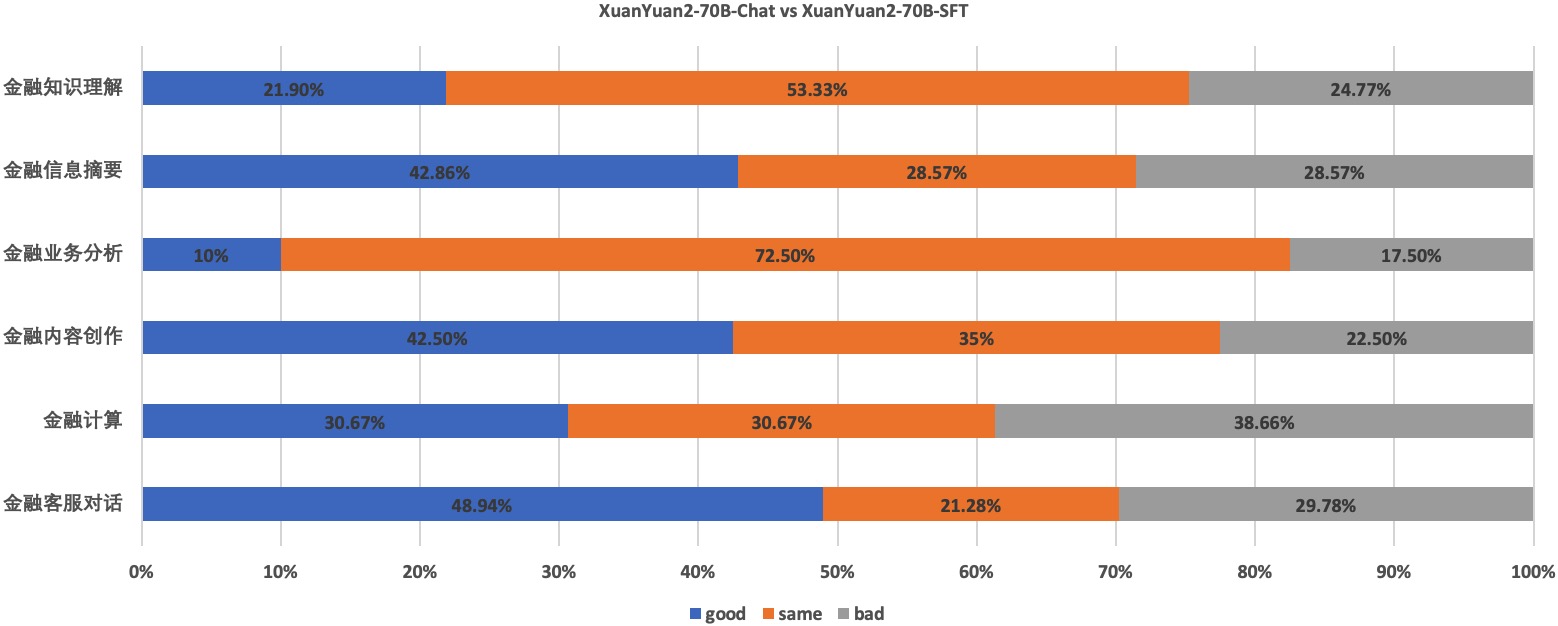 XuanYuan2-70B-Chat vs XuanYuan2-70B-SFT
金融知识理解 21.90% 53.33% 24.77%
金融信息摘要 42.86% 28.57% 28.57%
金融业务分析 10% 72.50% 17.50%
金融内容创作 42.50% 35% 22.50%
金融计算 30.67% 30.67% 38.66%
金融客服对话 48.94% 21.28% 29.78%
0% 10% 20% 30% 40% 50% 60% 70% 80% 90% 100%
good same bad